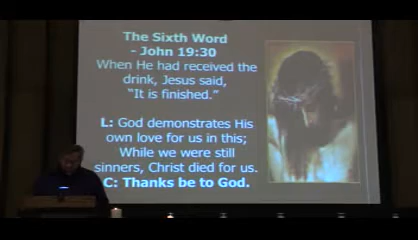 The Sixth Word
- John 19:30
When He had received the
drink, Jesus said,
"It is finished."
L: God demonstrates His
own love for us in this;
While we were still
sinners, Christ died for us.
C: Thanks be to God.